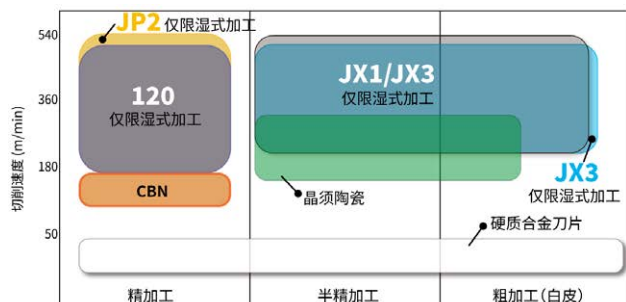 540
360
180
50
切削速度 (m/min)
JP2 仅限湿式加工
120
仅限湿式加工
CBN
JX1/JX3
仅限湿式加工
JX3
仅限湿式加工
晶须陶瓷
硬质合金刀片
精加工
半精加工
粗加工(白皮)